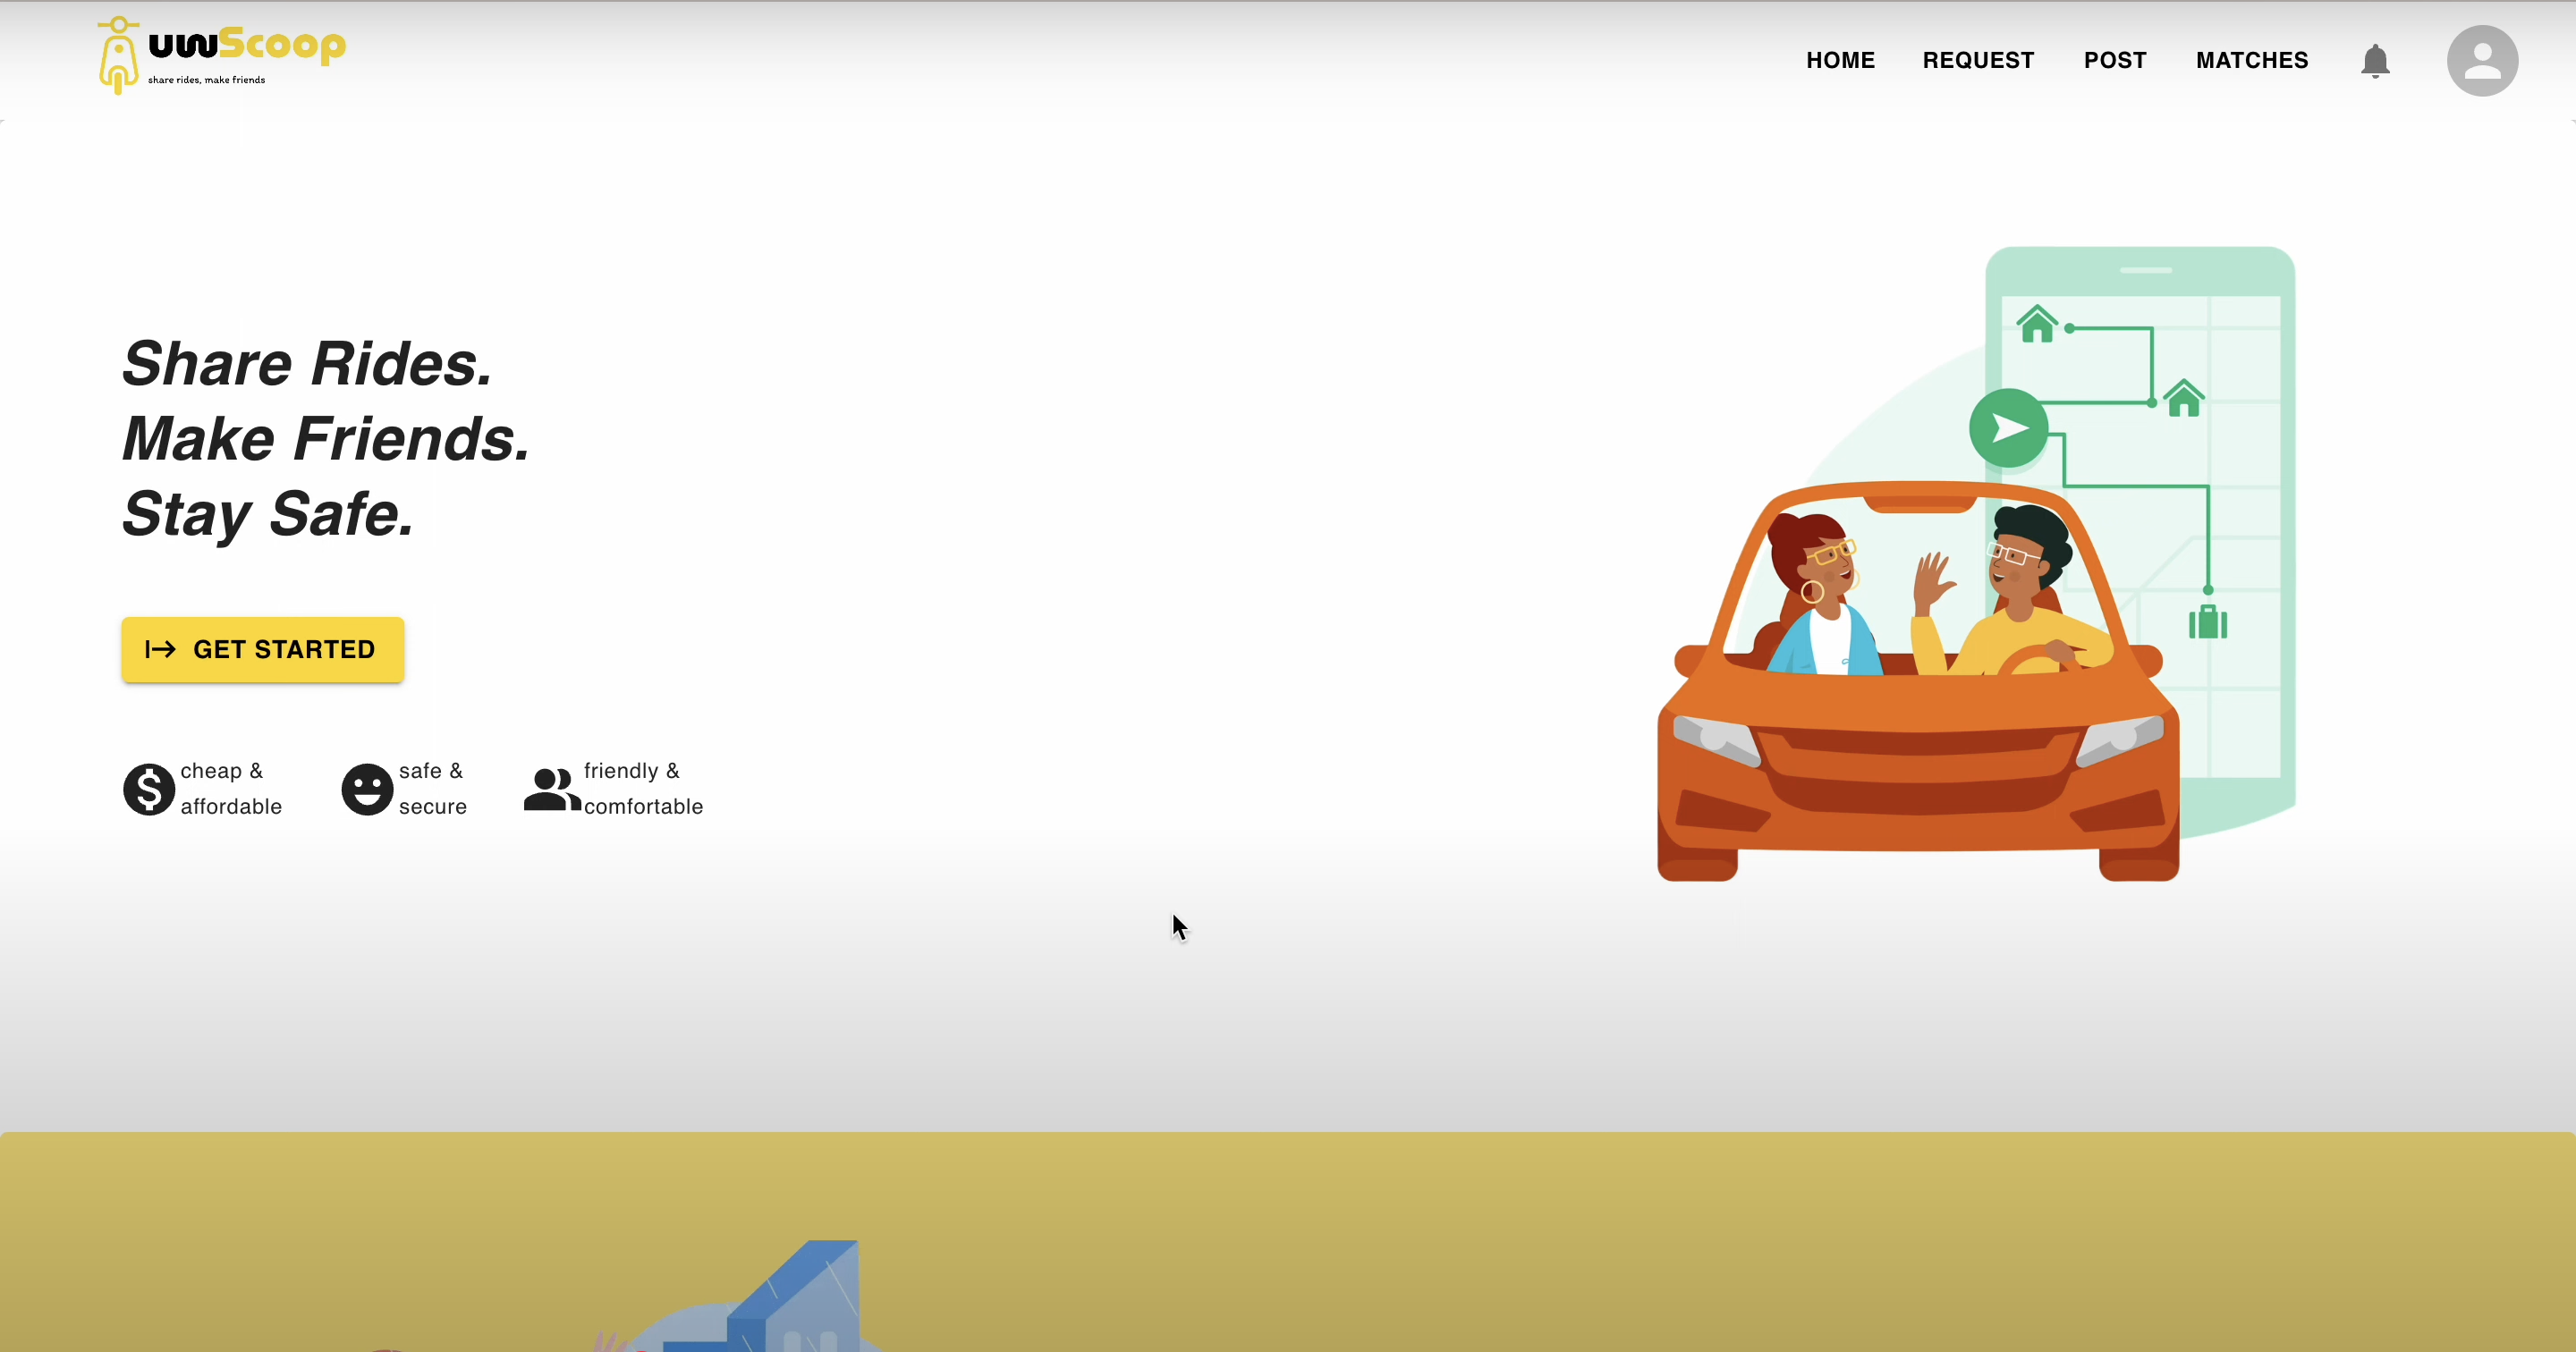 uwScoop
share rides, make friends
HOME REQUEST POST MATCHES
Share Rides.
Make Friends.
Stay Safe.
GET STARTED
cheap &
affordable
safe &
secure
friendly &
comfortable